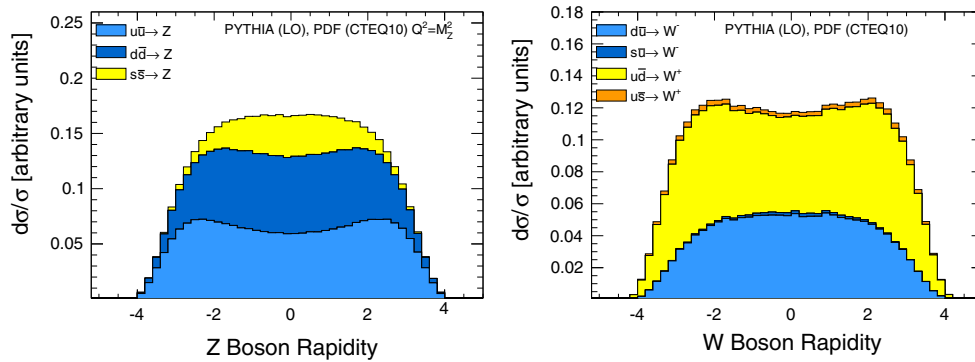 PYTHIA (LO), PDF (CTEQ10) Q²=M_Z²
uū→ Z
dd̄→ Z
ss̄→ Z
0.25
0.2
0.15
0.1
0.05
dσ/σ [arbitrary units]
-4 -2 0 2 4
Z Boson Rapidity
PYTHIA (LO), PDF (CTEQ10)
dū→ W⁻
sū→ W⁻
ud̄→ W⁺
us̄→ W⁺
0.18
0.16
0.14
0.12
0.1
0.08
0.06
0.04
0.02
dσ/σ [arbitrary units]
-4 -2 0 2 4
W Boson Rapidity